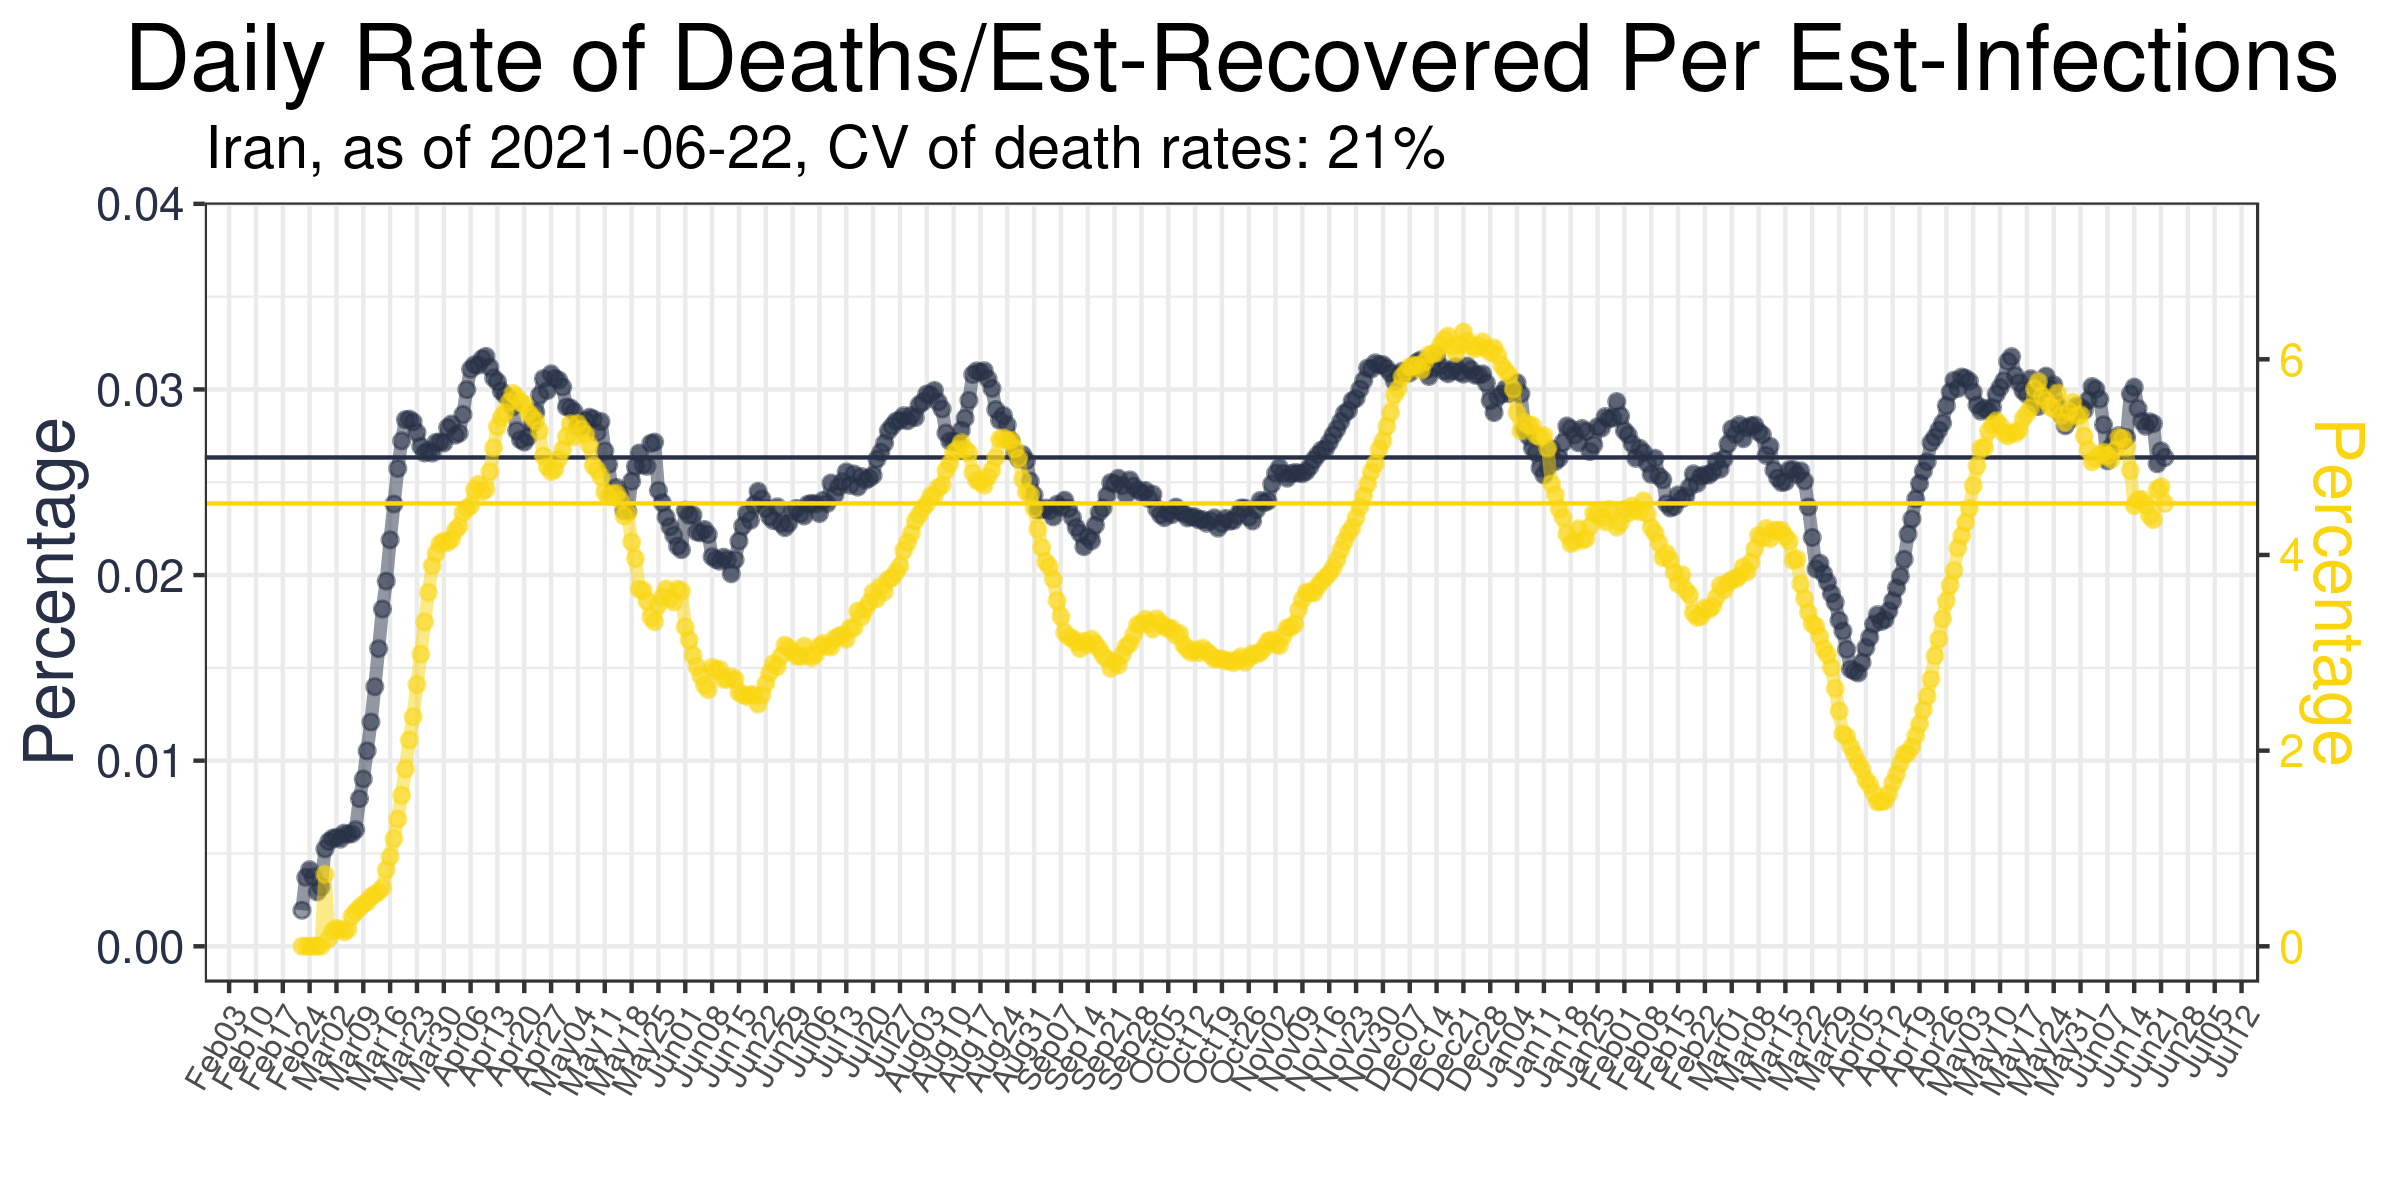 Daily Rate of Deaths/Est-Recovered Per Est-Infections
Iran, as of 2021-06-22, CV of death rates: 21%
0.04
0.03
0.02
0.01
0.00
Percentage
6
4
2
0
Percentage
Feb03
Feb10
Feb17
Feb24
Mar02
Mar09
Mar16
Mar23
Mar30
Apr06
Apr13
Apr20
Apr27
May04
May11
May18
May25
Jun01
Jun08
Jun15
Jun22
Jun29
Jul06
Jul13
Jul20
Jul27
Aug03
Aug10
Aug17
Aug24
Aug31
Sep07
Sep14
Sep21
Sep28
Oct05
Oct12
Oct19
Oct26
Nov02
Nov09
Nov16
Nov23
Nov30
Dec07
Dec14
Dec21
Dec28
Jan04
Jan11
Jan18
Jan25
Feb01
Feb08
Feb15
Feb22
Mar01
Mar08
Mar15
Mar22
Mar29
Apr05
Apr12
Apr19
Apr26
May03
May10
May17
May24
May31
Jun07
Jun14
Jun21
Jun28
Jul05
Jul12